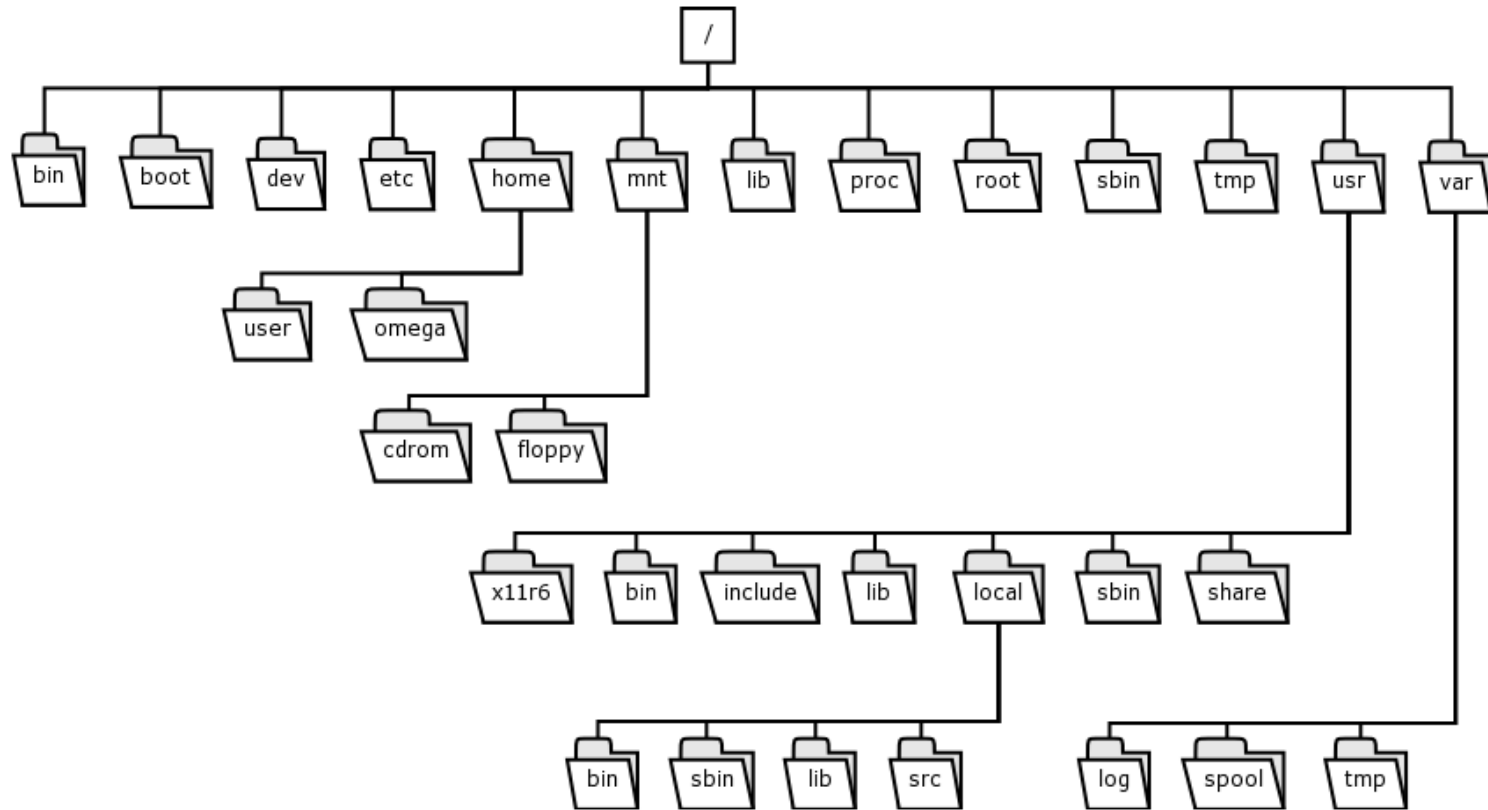 /
bin boot dev etc home mnt lib proc root sbin tmp usr var
user omega
cdrom floppy
x11r6 bin include lib local sbin share
bin sbin lib src log spool tmp